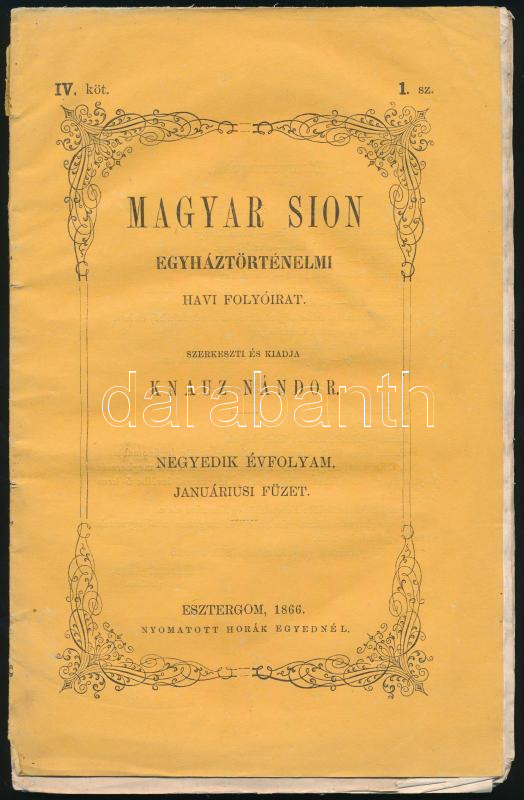 IV. köt. 1. sz.
MAGYAR SION
EGYHÁZTÖRTÉNELMI
HAVI FOLYÓIRAT.
SZERKESZTI ÉS KIADJA
KNAUZ NÁNDOR.
darabanth
NEGYEDIK ÉVFOLYAM.
JANUÁRIUSI FÜZET.
ESZTERGOM, 1866.
NYOMATOTT HORÁK EGYEDNÉL.